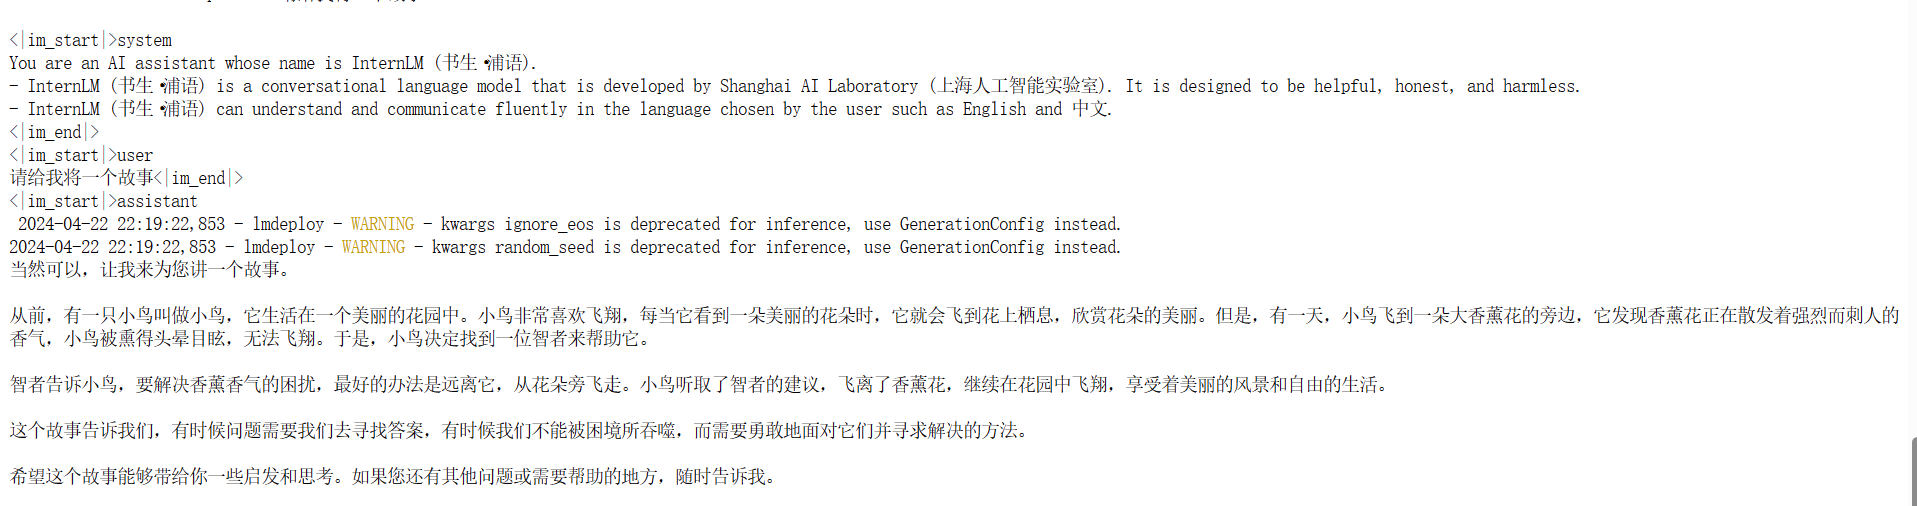 <|im_start|>system
You are an AI assistant whose name is InternLM (书生·浦语).
- InternLM (书生·浦语) is a conversational language model that is developed by Shanghai AI Laboratory (上海人工智能实验室). It is designed to be helpful, honest, and harmless.
- InternLM (书生·浦语) can understand and communicate fluently in the language chosen by the user such as English and 中文.
<|im_end|>
<|im_start|>user
请给我将一个故事<|im_end|>
<|im_start|>assistant
2024-04-22 22:19:22,853 - lmdeploy - WARNING - kwargs ignore_eos is deprecated for inference, use GenerationConfig instead.
2024-04-22 22:19:22,853 - lmdeploy - WARNING - kwargs random_seed is deprecated for inference, use GenerationConfig instead.
当然可以，让我来为您讲一个故事。
从前，有一只小鸟叫做小鸟，它生活在一个美丽的花园中。小鸟非常喜欢飞翔，每当它看到一朵美丽的花朵时，它就会飞到花上栖息，欣赏花朵的美丽。但是，有一天，小鸟飞到一朵大香薰花的旁边，它发现香薰花正在散发着强烈而刺人的
香气，小鸟被熏得头晕目眩，无法飞翔。于是，小鸟决定找到一位智者来帮助它。
智者告诉小鸟，要解决香薰香气的困扰，最好的办法是远离它，从花朵旁飞走。小鸟听取了智者的建议，飞离了香薰花，继续在花园中飞翔，享受着美丽的风景和自由的生活。
这个故事告诉我们，有时候问题需要我们去寻找答案，有时候我们不能被困境所吞噬，而需要勇敢地面对它们并寻求解决的方法。
希望这个故事能够带给你一些启发和思考。如果您还有其他问题或需要帮助的地方，随时告诉我。